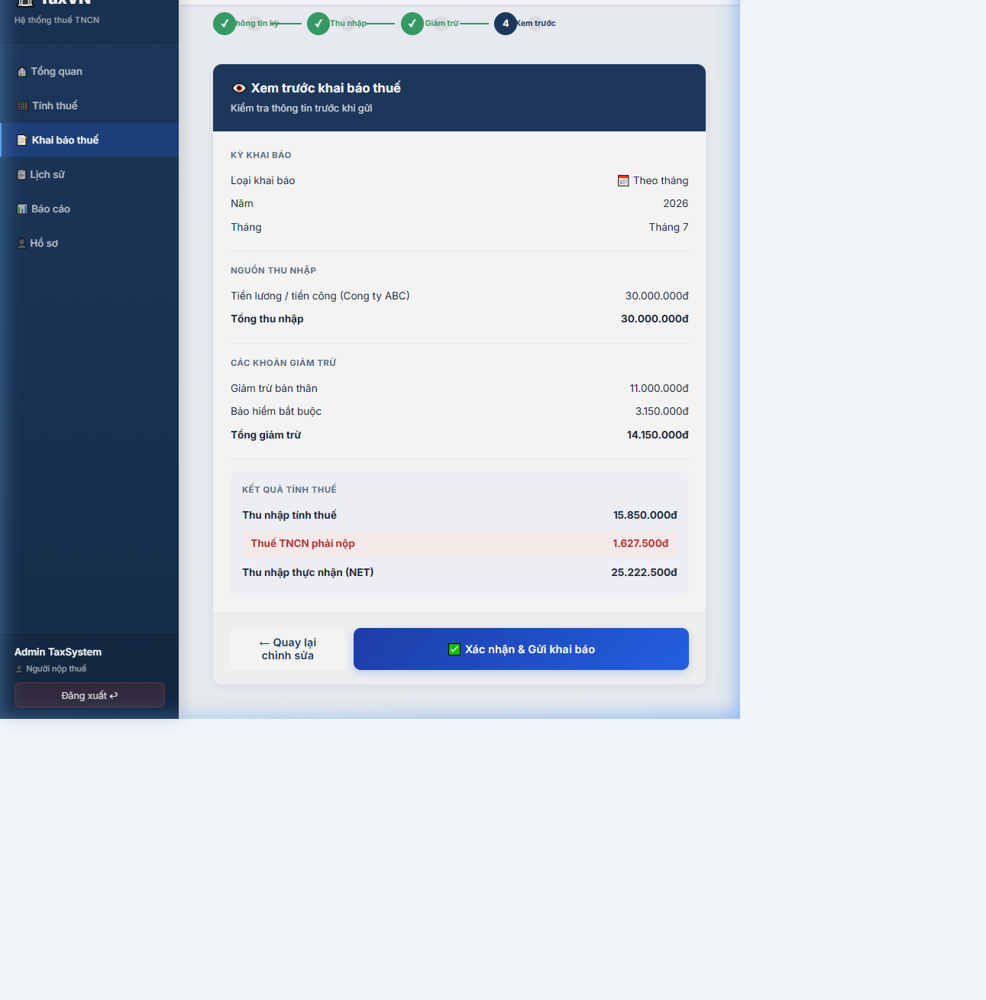 TaxVN
Hệ thống thuế TNCN
Tổng quan
Tính thuế
Khai báo thuế
Lịch sử
Báo cáo
Hồ sơ
Admin TaxSystem
Người nộp thuế
Đăng xuất ↩
✓ hông tin kỳ
✓ Thu nhập
✓ Giảm trừ
4 Xem trước
Xem trước khai báo thuế
Kiểm tra thông tin trước khi gửi
KỲ KHAI BÁO
Loại khai báo Theo tháng
Năm 2026
Tháng Tháng 7
NGUỒN THU NHẬP
Tiền lương / tiền công (Cong ty ABC) 30.000.000đ
Tổng thu nhập 30.000.000đ
CÁC KHOẢN GIẢM TRỪ
Giảm trừ bản thân 11.000.000đ
Bảo hiểm bắt buộc 3.150.000đ
Tổng giảm trừ 14.150.000đ
KẾT QUẢ TÍNH THUẾ
Thu nhập tính thuế 15.850.000đ
Thuế TNCN phải nộp 1.627.500đ
Thu nhập thực nhận (NET) 25.222.500đ
← Quay lại
chỉnh sửa
✅ Xác nhận & Gửi khai báo